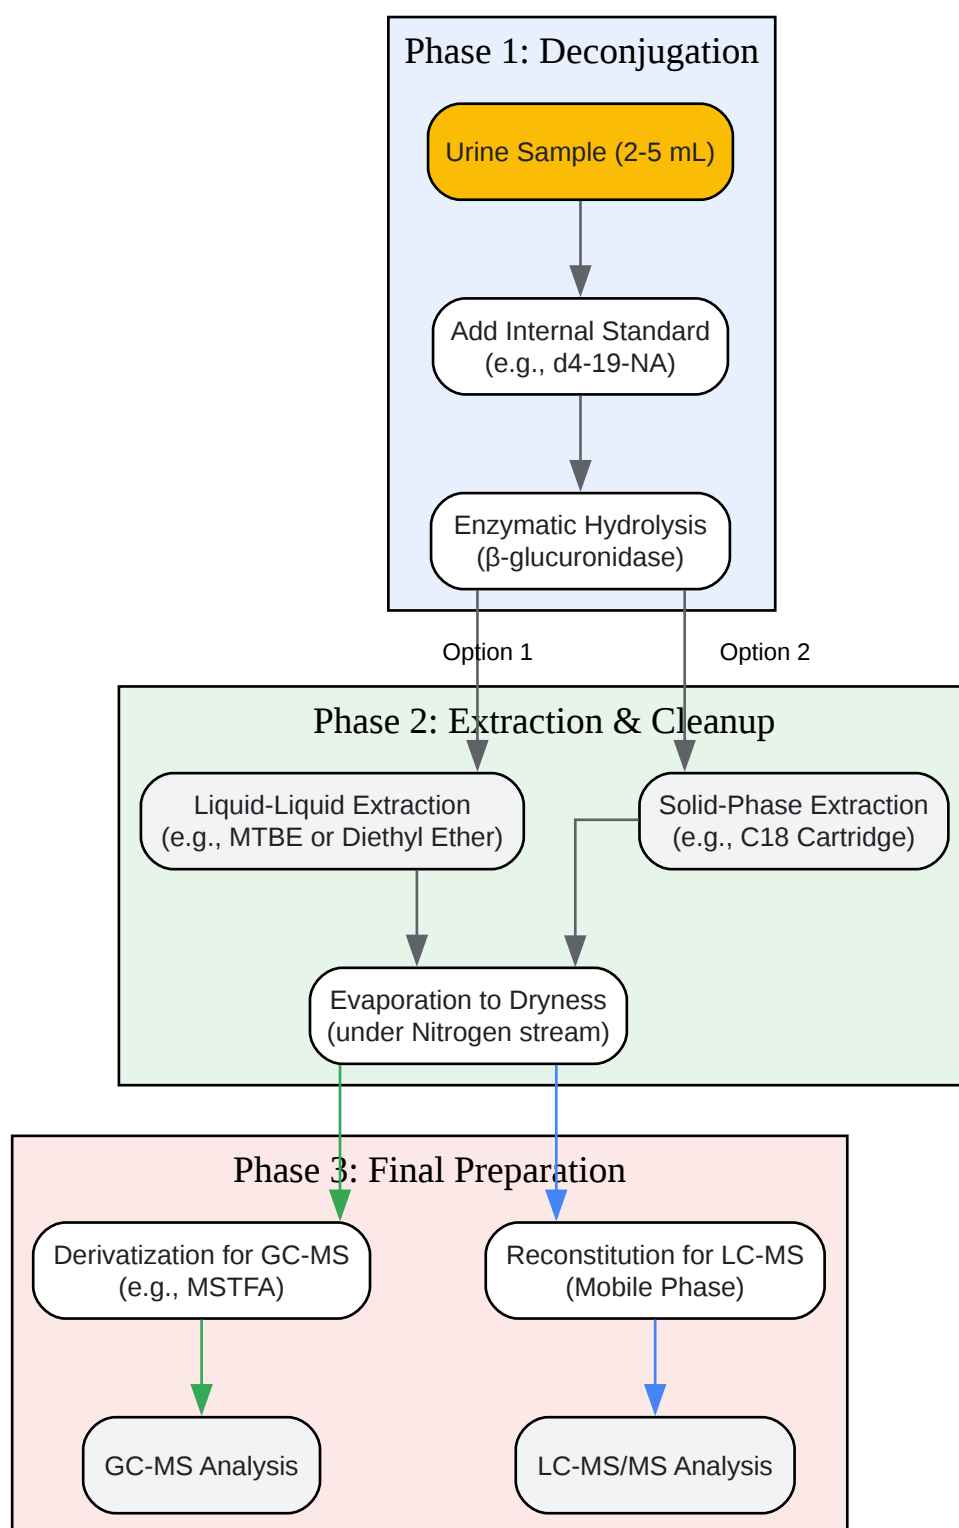 Phase 1: Deconjugation
Urine Sample (2-5 mL)
Add Internal Standard
(e.g., d4-19-NA)
Enzymatic Hydrolysis
(β-glucuronidase)
Option 1
Option 2
Phase 2: Extraction & Cleanup
Liquid-Liquid Extraction
(e.g., MTBE or Diethyl Ether)
Solid-Phase Extraction
(e.g., C18 Cartridge)
Evaporation to Dryness
(under Nitrogen stream)
Phase 3: Final Preparation
Derivatization for GC-MS
(e.g., MSTFA)
Reconstitution for LC-MS
(Mobile Phase)
GC-MS Analysis
LC-MS/MS Analysis